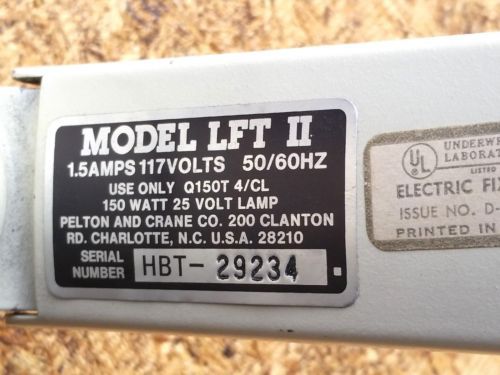 MODEL LFT II
1.5AMPS 117VOLTS 50/60HZ
USE ONLY Q150T 4/CL
150 WATT 25 VOLT LAMP
PELTON AND CRANE CO. 200 CLANTON
RD. CHARLOTTE, N.C. U.S.A. 28210
SERIAL
NUMBER HBT-29234
UL
LISTED
ELECTRIC
ISSUE NO. D-
PRINTED IN